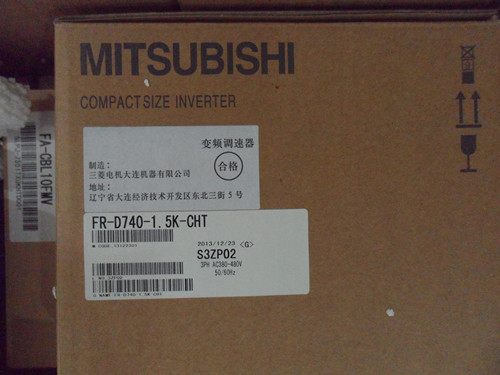 MITSUBISHI
COMPACT SIZE INVERTER
变频调速器
制造：
三菱电机大连机器有限公司
合格
地址：
辽宁省大连经济技术开发区东北三街 5 号
FR-D740-1.5K-CHT
2013/12/23 <G>
S3ZP02
3PH AC380-480V
50/60Hz
FA-CBL10FMV